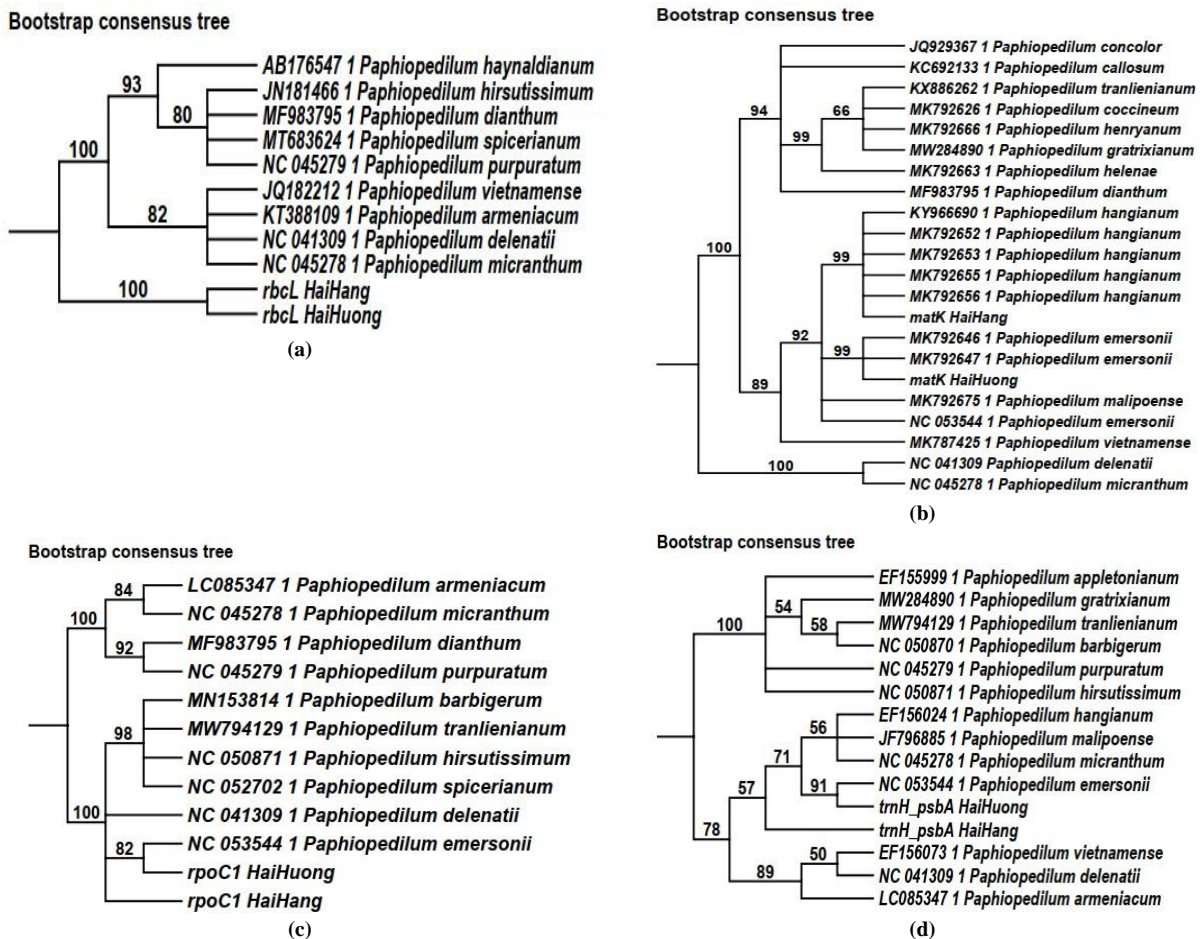 Bootstrap consensus tree
93
AB176547 1 Paphiopedilum haynaldianum
JN181466 1 Paphiopedilum hirsutissimum
80
MF983795 1 Paphiopedilum dianthum
MT683624 1 Paphiopedilum spicerianum
100
NC 045279 1 Paphiopedilum purpuratum
JQ182212 1 Paphiopedilum vietnamense
82
KT388109 1 Paphiopedilum armeniacum
NC 041309 1 Paphiopedilum delenatii
NC 045278 1 Paphiopedilum micranthum
100
rbcL HaiHang
rbcL HaiHuong
(a)
Bootstrap consensus tree
JQ929367 1 Paphiopedilum concolor
KC692133 1 Paphiopedilum callosum
KX886262 1 Paphiopedilum tranlienianum
94
66
MK792626 1 Paphiopedilum coccineum
MK792666 1 Paphiopedilum henryanum
99
MW284890 1 Paphiopedilum gratrixianum
MK792663 1 Paphiopedilum helenae
MF983795 1 Paphiopedilum dianthum
KY966690 1 Paphiopedilum hangianum
MK792652 1 Paphiopedilum hangianum
100
99
MK792653 1 Paphiopedilum hangianum
MK792655 1 Paphiopedilum hangianum
MK792656 1 Paphiopedilum hangianum
matK HaiHang
92
MK792646 1 Paphiopedilum emersonii
99
MK792647 1 Paphiopedilum emersonii
matK HaiHuong
89
MK792675 1 Paphiopedilum malipoense
NC 053544 1 Paphiopedilum emersonii
MK787425 1 Paphiopedilum vietnamense
100
NC 041309 Paphiopedilum delenatii
NC 045278 1 Paphiopedilum micranthum
(b)
Bootstrap consensus tree
84
LC085347 1 Paphiopedilum armeniacum
100
NC 045278 1 Paphiopedilum micranthum
92
MF983795 1 Paphiopedilum dianthum
NC 045279 1 Paphiopedilum purpuratum
MN153814 1 Paphiopedilum barbigerum
98
MW794129 1 Paphiopedilum tranlienianum
NC 050871 1 Paphiopedilum hirsutissimum
NC 052702 1 Paphiopedilum spicerianum
100
NC 041309 1 Paphiopedilum delenatii
82
NC 053544 1 Paphiopedilum emersonii
rpoC1 HaiHuong
rpoC1 HaiHang
(c)
Bootstrap consensus tree
EF155999 1 Paphiopedilum appletonianum
54
MW284890 1 Paphiopedilum gratrixianum
100
58
MW794129 1 Paphiopedilum tranlienianum
NC 050870 1 Paphiopedilum barbigerum
NC 045279 1 Paphiopedilum purpuratum
NC 050871 1 Paphiopedilum hirsutissimum
EF156024 1 Paphiopedilum hangianum
56
JF796885 1 Paphiopedilum malipoense
71
NC 045278 1 Paphiopedilum micranthum
91
NC 053544 1 Paphiopedilum emersonii
57
trnH_psbA HaiHuong
78
trnH_psbA HaiHang
50
EF156073 1 Paphiopedilum vietnamense
89
NC 041309 1 Paphiopedilum delenatii
LC085347 1 Paphiopedilum armeniacum
(d)